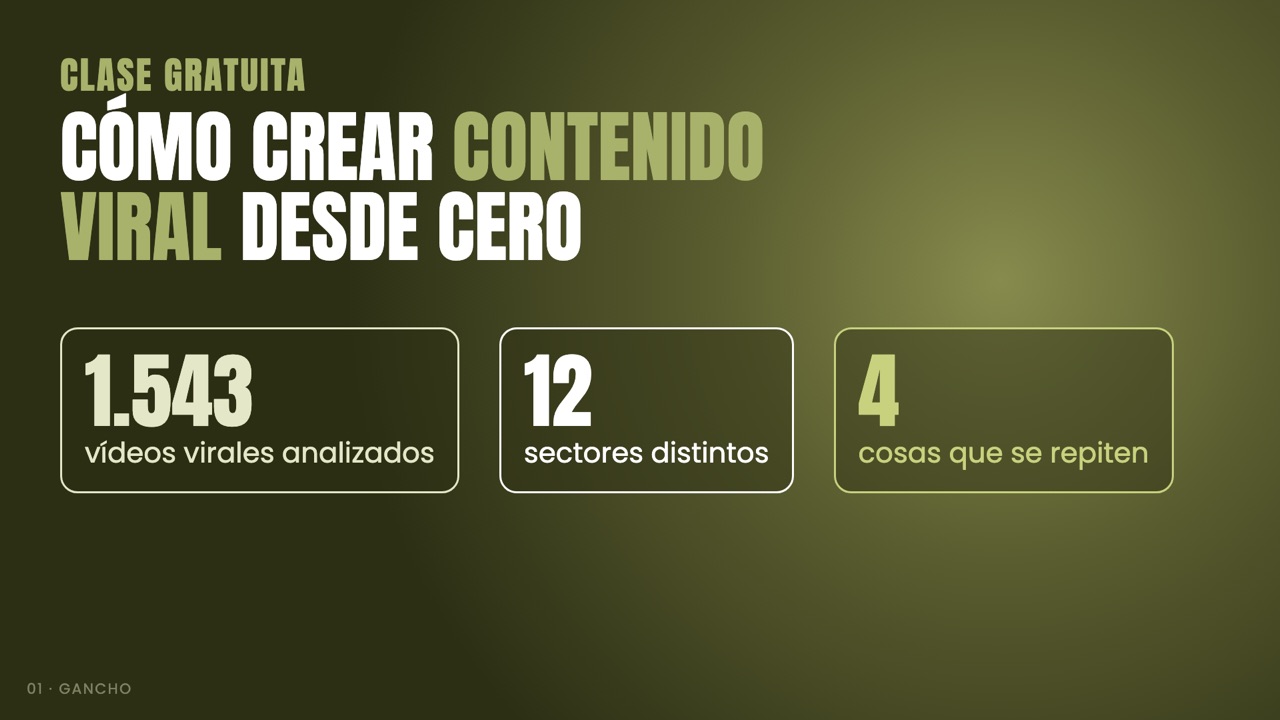 CLASE GRATUITA
CÓMO CREAR CONTENIDO
VIRAL DESDE CERO
1.543
vídeos virales analizados
12
sectores distintos
4
cosas que se repiten
01 · GANCHO